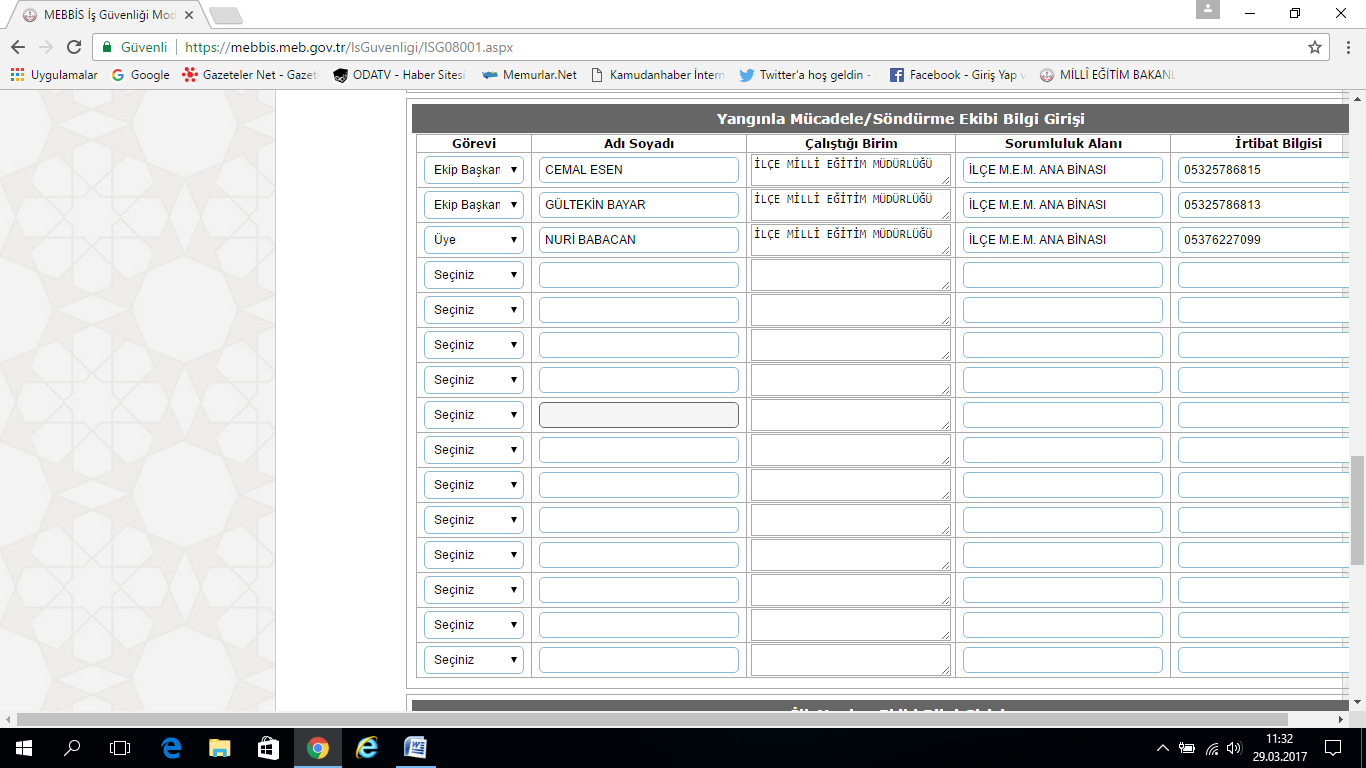 MEBBİS İş Güvenliği Mod
Güvenli https://mebbis.meb.gov.tr/IsGuvenligi/ISG08001.aspx
Uygulamalar Google Gazeteler Net - Gazet ODATV - Haber Sitesi Memurlar.Net Kamudanhaber İntern Twitter'a hoş geldin - Facebook - Giriş Yap v MİLLÎ EĞİTİM BAKANL
Yangınla Mücadele/Söndürme Ekibi Bilgi Girişi
Görevi Adı Soyadı Çalıştığı Birim Sorumluluk Alanı İrtibat Bilgisi
Ekip Başkan CEMAL ESEN İLÇE MİLLİ EĞİTİM MÜDÜRLÜĞÜ İLÇE M.E.M. ANA BİNASI 05325786815
Ekip Başkan GÜLTEKİN BAYAR İLÇE MİLLİ EĞİTİM MÜDÜRLÜĞÜ İLÇE M.E.M. ANA BİNASI 05325786813
Üye NURİ BABACAN İLÇE MİLLİ EĞİTİM MÜDÜRLÜĞÜ İLÇE M.E.M. ANA BİNASI 05376227099
Seçiniz
Seçiniz
Seçiniz
Seçiniz
Seçiniz
Seçiniz
Seçiniz
Seçiniz
Seçiniz
Seçiniz
Seçiniz
Seçiniz
11:32
29.03.2017